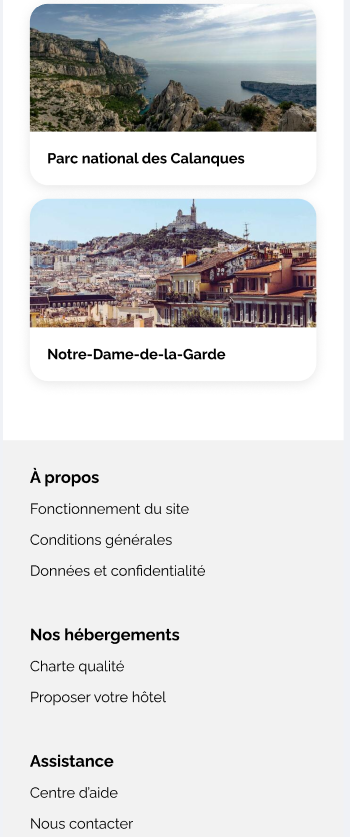 Parc national des Calanques
Notre-Dame-de-la-Garde
À propos
Fonctionnement du site
Conditions générales
Données et confidentialité
Nos hébergements
Charte qualité
Proposer votre hôtel
Assistance
Centre d'aide
Nous contacter